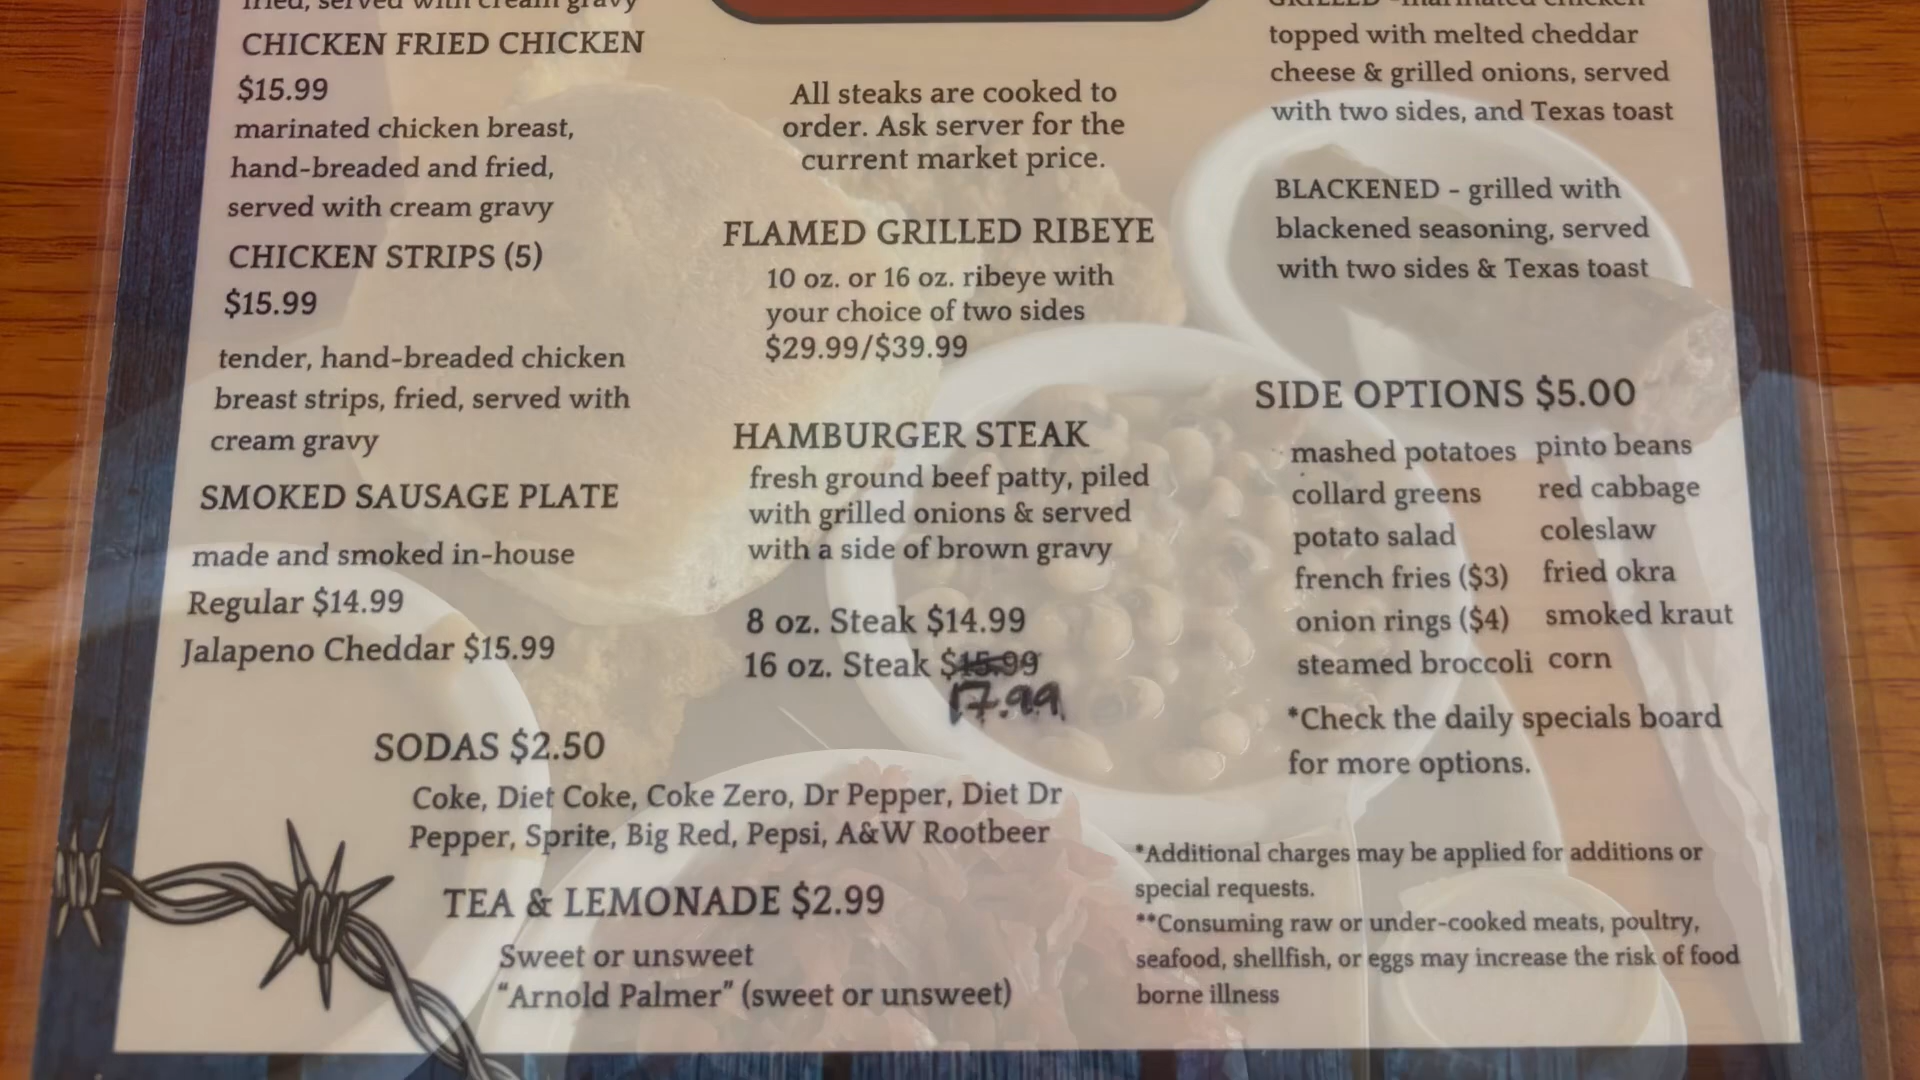 fried, served with cream gravy
CHICKEN FRIED CHICKEN
$15.99
marinated chicken breast,
hand-breaded and fried,
served with cream gravy
CHICKEN STRIPS (5)
$15.99
tender, hand-breaded chicken
breast strips, fried, served with
cream gravy
SMOKED SAUSAGE PLATE
made and smoked in-house
Regular $14.99
Jalapeno Cheddar $15.99
All steaks are cooked to
order. Ask server for the
current market price.
FLAMED GRILLED RIBEYE
10 oz. or 16 oz. ribeye with
your choice of two sides
$29.99/$39.99
HAMBURGER STEAK
fresh ground beef patty, piled
with grilled onions & served
with a side of brown gravy
8 oz. Steak $14.99
16 oz. Steak $15.99
17.99
GRILLED - marinated chicken
topped with melted cheddar
cheese & grilled onions, served
with two sides, and Texas toast
BLACKENED - grilled with
blackened seasoning, served
with two sides & Texas toast
SIDE OPTIONS $5.00
mashed potatoes pinto beans
collard greens red cabbage
potato salad coleslaw
french fries ($3) fried okra
onion rings ($4) smoked kraut
steamed broccoli corn
*Check the daily specials board
for more options.
SODAS $2.50
Coke, Diet Coke, Coke Zero, Dr Pepper, Diet Dr
Pepper, Sprite, Big Red, Pepsi, A&W Rootbeer
TEA & LEMONADE $2.99
Sweet or unsweet
"Arnold Palmer" (sweet or unsweet)
*Additional charges may be applied for additions or
special requests.
**Consuming raw or under-cooked meats, poultry,
seafood, shellfish, or eggs may increase the risk of food
borne illness